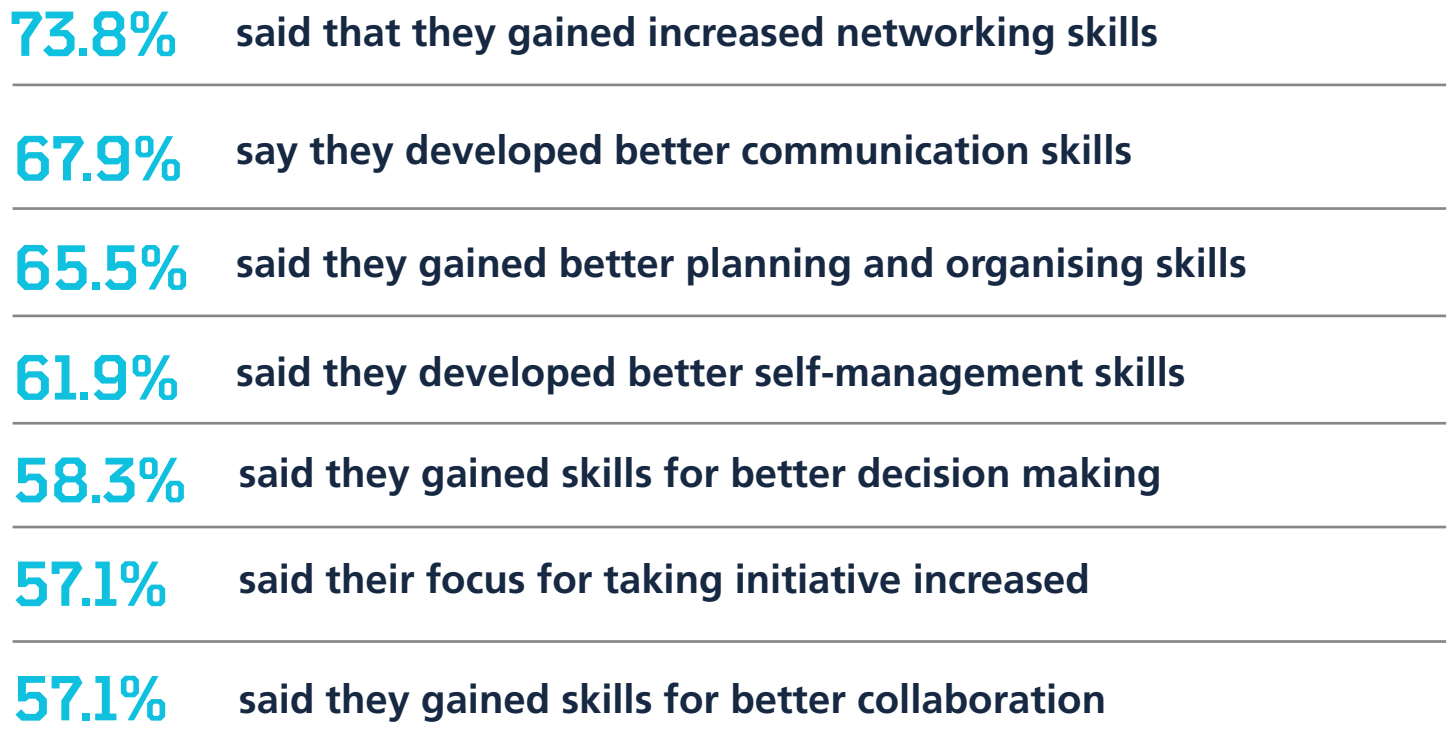 73.8% said that they gained increased networking skills
67.9% say they developed better communication skills
65.5% said they gained better planning and organising skills
61.9% said they developed better self-management skills
58.3% said they gained skills for better decision making
57.1% said their focus for taking initiative increased
57.1% said they gained skills for better collaboration